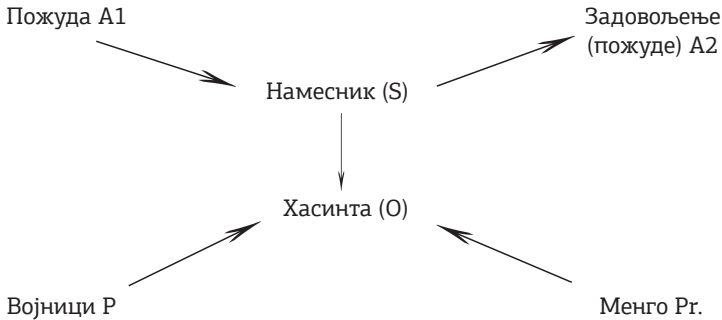 Пожуда А1
Задовољење
(пожуде) А2
Намесник (S)
Хасинта (О)
Војници Р
Менго Pr.